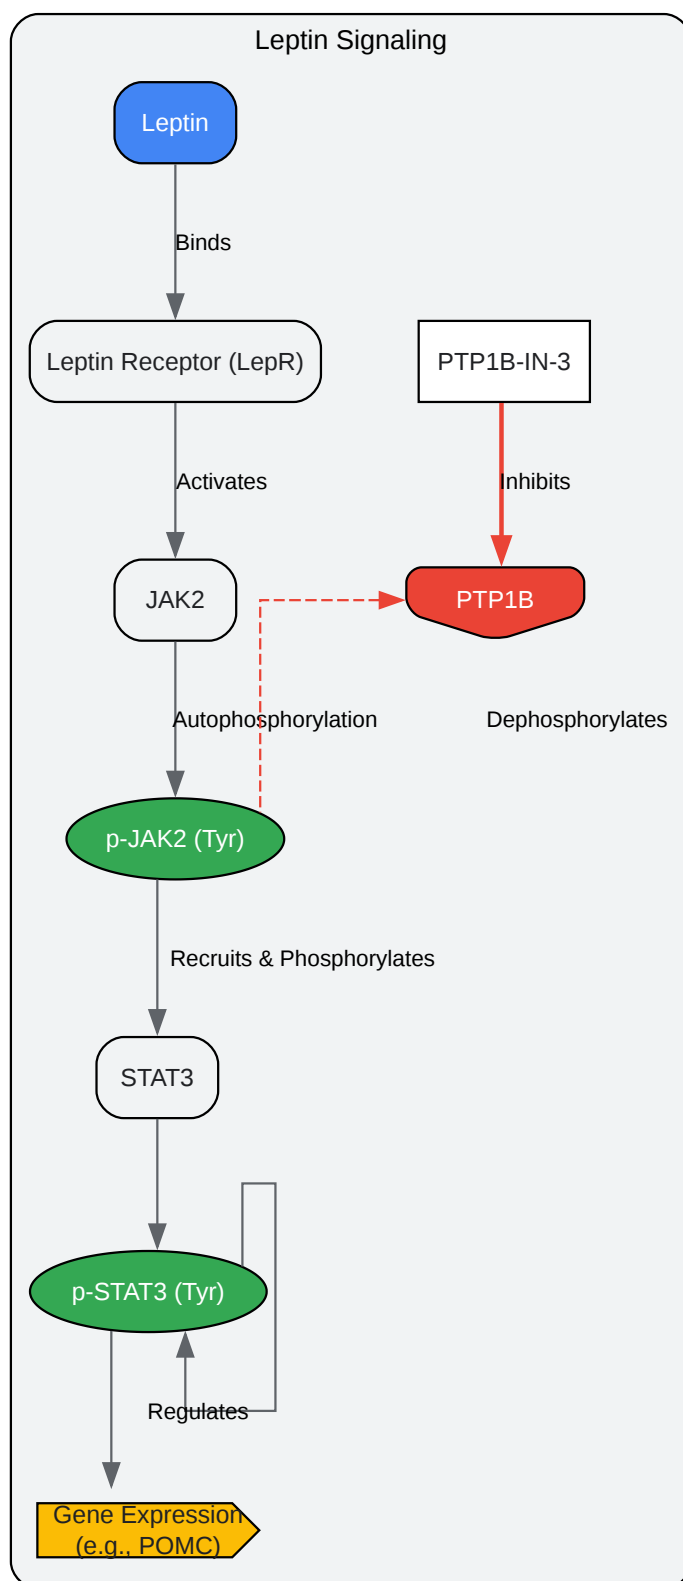 Leptin Signaling
Leptin
Binds
Leptin Receptor (LepR)
PTP1B-IN-3
Activates
Inhibits
JAK2
PTP1B
Autophosphorylation
Dephosphorylates
p-JAK2 (Tyr)
Recruits & Phosphorylates
STAT3
p-STAT3 (Tyr)
Regulates
Gene Expression
(e.g., POMC)